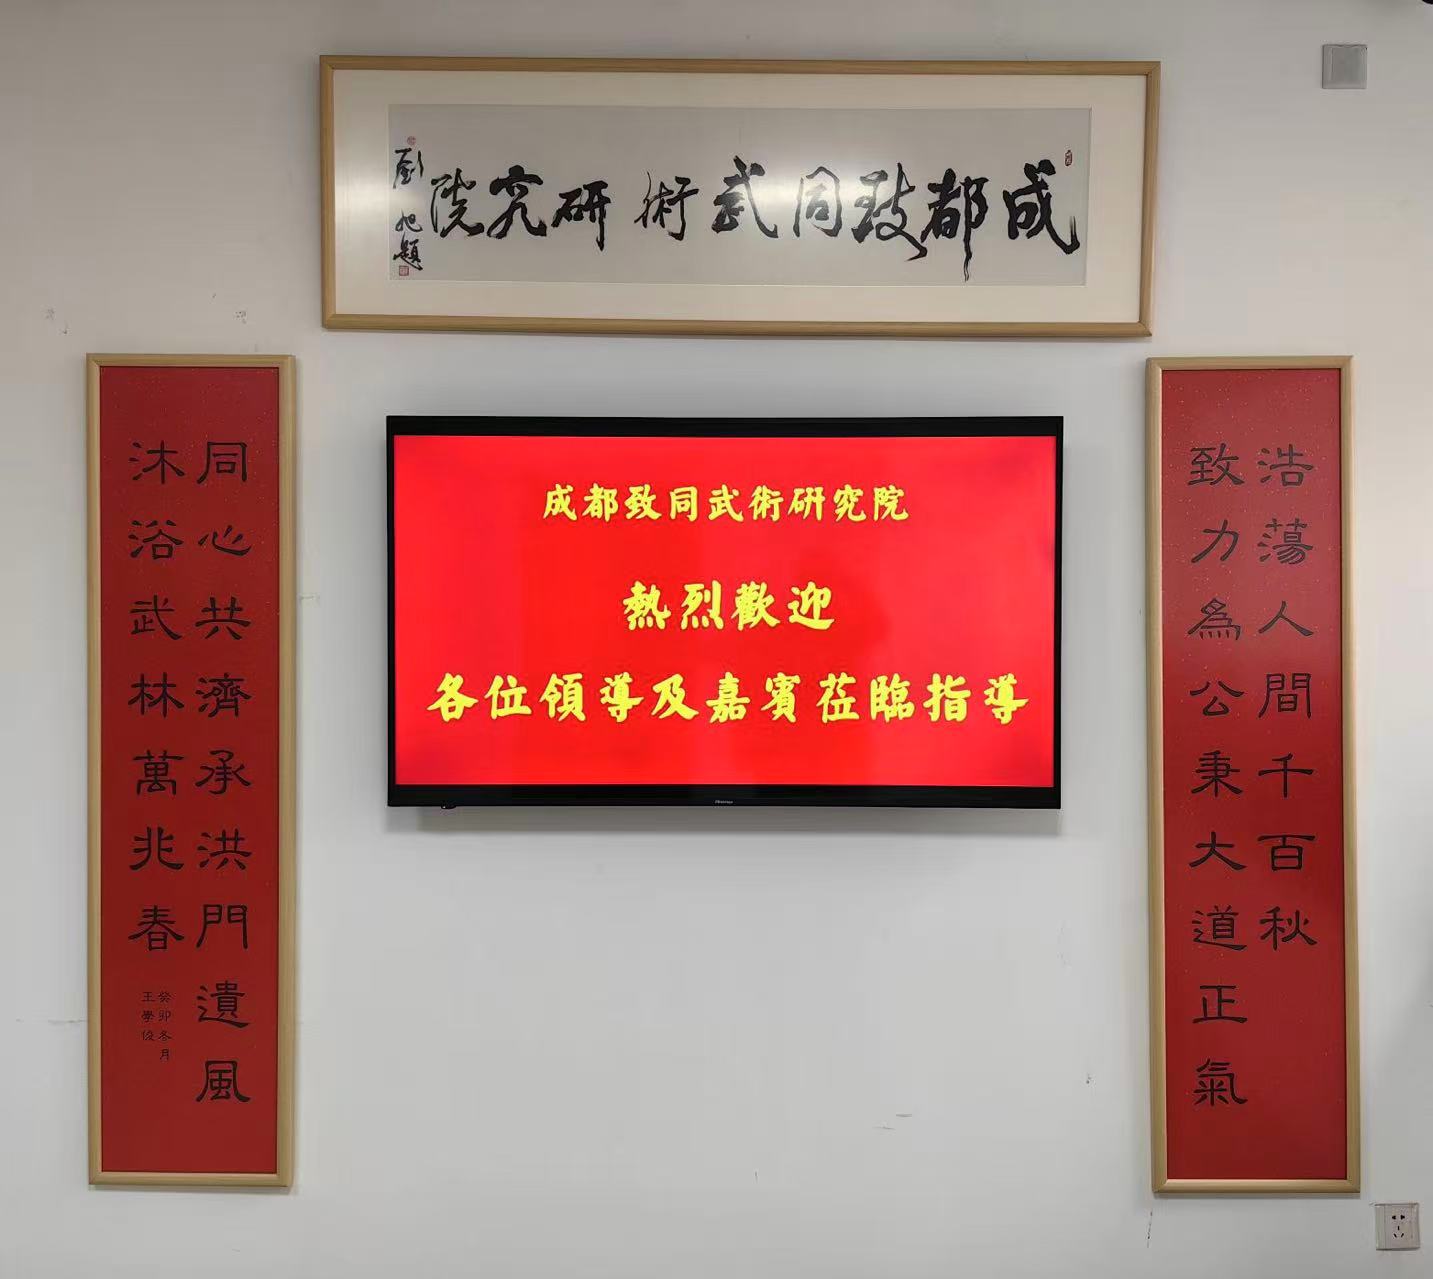 成都致同武術研究院
劉旭題
成都致同武術研究院
熱烈歡迎
各位領導及嘉賓莅臨指導
Hisense
致力為公秉大道正氣
浩蕩人間千百秋
同心共濟承洪門遺風
沐浴武林萬兆春
癸卯冬月
王學俊